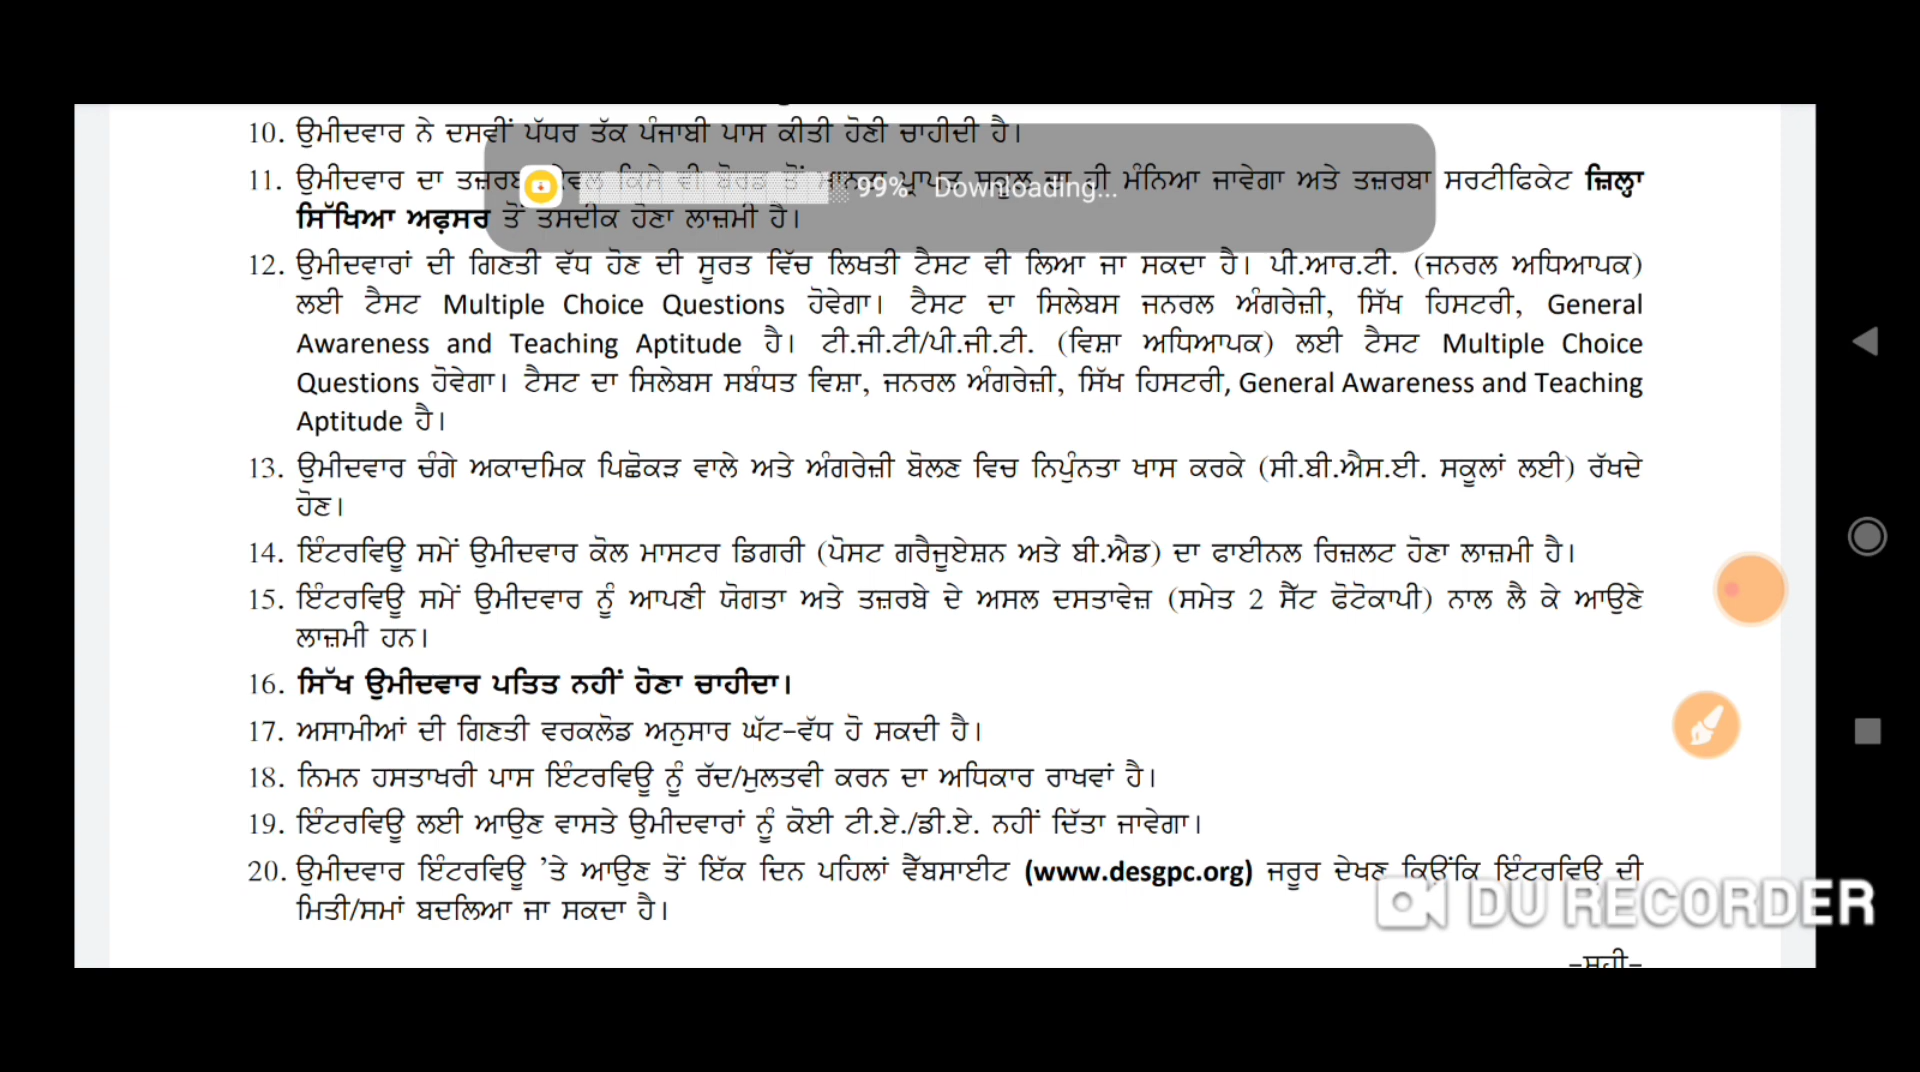 10. ਉਮੀਦਵਾਰ ਨੇ ਦਸਵੀਂ ਪੱਧਰ ਤੱਕ ਪੰਜਾਬੀ ਪਾਸ ਕੀਤੀ ਹੋਣੀ ਚਾਹੀਦੀ ਹੈ।
11. ਉਮੀਦਵਾਰ ਦਾ ਕਿਸੇ ਵੀ ਬੋਰਡ ਤੋਂ ਮਾਨਤਾ ਪ੍ਰਾਪਤ ਸਕੂਲ ਦਾ ਹੀ ਮੰਨਿਆ ਜਾਵੇਗਾ ਅਤੇ ਤਜ਼ਰਬਾ ਸਰਟੀਫਿਕੇਟ ਜ਼ਿਲ੍ਹਾ
99% Downloading...
ਸਿੱਖਿਆ ਅਫ਼ਸਰ ਤੋਂ ਤਸਦੀਕ ਹੋਣਾ ਲਾਜ਼ਮੀ ਹੈ।
12. ਉਮੀਦਵਾਰਾਂ ਦੀ ਗਿਣਤੀ ਵੱਧ ਹੋਣ ਦੀ ਸੂਰਤ ਵਿੱਚ ਲਿਖਤੀ ਟੈਸਟ ਵੀ ਲਿਆ ਜਾ ਸਕਦਾ ਹੈ। ਪੀ.ਆਰ.ਟੀ. (ਜਨਰਲ ਅਧਿਆਪਕ)
ਲਈ ਟੈਸਟ Multiple Choice Questions ਹੋਵੇਗਾ। ਟੈਸਟ ਦਾ ਸਿਲੇਬਸ ਜਨਰਲ ਅੰਗਰੇਜ਼ੀ, ਸਿੱਖ ਹਿਸਟਰੀ, General
Awareness and Teaching Aptitude ਹੈ। ਟੀ.ਜੀ.ਟੀ/ਪੀ.ਜੀ.ਟੀ. (ਵਿਸ਼ਾ ਅਧਿਆਪਕ) ਲਈ ਟੈਸਟ Multiple Choice
Questions ਹੋਵੇਗਾ। ਟੈਸਟ ਦਾ ਸਿਲੇਬਸ ਸਬੰਧਤ ਵਿਸ਼ਾ, ਜਨਰਲ ਅੰਗਰੇਜ਼ੀ, ਸਿੱਖ ਹਿਸਟਰੀ, General Awareness and Teaching
Aptitude ਹੈ।
13. ਉਮੀਦਵਾਰ ਚੰਗੇ ਅਕਾਦਮਿਕ ਪਿਛੋਕੜ ਵਾਲੇ ਅਤੇ ਅੰਗਰੇਜ਼ੀ ਬੋਲਣ ਵਿਚ ਨਿਪੁੰਨਤਾ ਖਾਸ ਕਰਕੇ (ਸੀ.ਬੀ.ਐਸ.ਈ. ਸਕੂਲਾਂ ਲਈ) ਰੱਖਦੇ
ਹੋਣ।
14. ਇੰਟਰਵਿਊ ਸਮੇਂ ਉਮੀਦਵਾਰ ਕੋਲ ਮਾਸਟਰ ਡਿਗਰੀ (ਪੋਸਟ ਗਰੈਜੂਏਸ਼ਨ ਅਤੇ ਬੀ.ਐਡ) ਦਾ ਫਾਈਨਲ ਰਿਜ਼ਲਟ ਹੋਣਾ ਲਾਜ਼ਮੀ ਹੈ।
15. ਇੰਟਰਵਿਊ ਸਮੇਂ ਉਮੀਦਵਾਰ ਨੂੰ ਆਪਣੀ ਯੋਗਤਾ ਅਤੇ ਤਜ਼ਰਬੇ ਦੇ ਅਸਲ ਦਸਤਾਵੇਜ਼ (ਸਮੇਤ 2 ਸੈੱਟ ਫੋਟੋਕਾਪੀ) ਨਾਲ ਲੈ ਕੇ ਆਉਣੇ
ਲਾਜ਼ਮੀ ਹਨ।
16. ਸਿੱਖ ਉਮੀਦਵਾਰ ਪਤਿਤ ਨਹੀਂ ਹੋਣਾ ਚਾਹੀਦਾ।
17. ਅਸਾਮੀਆਂ ਦੀ ਗਿਣਤੀ ਵਰਕਲੋਡ ਅਨੁਸਾਰ ਘੱਟ-ਵੱਧ ਹੋ ਸਕਦੀ ਹੈ।
18. ਨਿਮਨ ਹਸਤਾਖਰੀ ਪਾਸ ਇੰਟਰਵਿਊ ਨੂੰ ਰੱਦ/ਮੁਲਤਵੀ ਕਰਨ ਦਾ ਅਧਿਕਾਰ ਰਾਖਵਾਂ ਹੈ।
19. ਇੰਟਰਵਿਊ ਲਈ ਆਉਣ ਵਾਸਤੇ ਉਮੀਦਵਾਰਾਂ ਨੂੰ ਕੋਈ ਟੀ.ਏ./ਡੀ.ਏ. ਨਹੀਂ ਦਿੱਤਾ ਜਾਵੇਗਾ।
20. ਉਮੀਦਵਾਰ ਇੰਟਰਵਿਊ ’ਤੇ ਆਉਣ ਤੋਂ ਇੱਕ ਦਿਨ ਪਹਿਲਾਂ ਵੈੱਬਸਾਈਟ (www.desgpc.org) ਜਰੂਰ ਦੇਖਣ ਕਿਉਂਕਿ ਇੰਟਰਵਿਊ ਦੀ
ਮਿਤੀ/ਸਮਾਂ ਬਦਲਿਆ ਜਾ ਸਕਦਾ ਹੈ।
DU RECORDER
-ਸਹੀ-